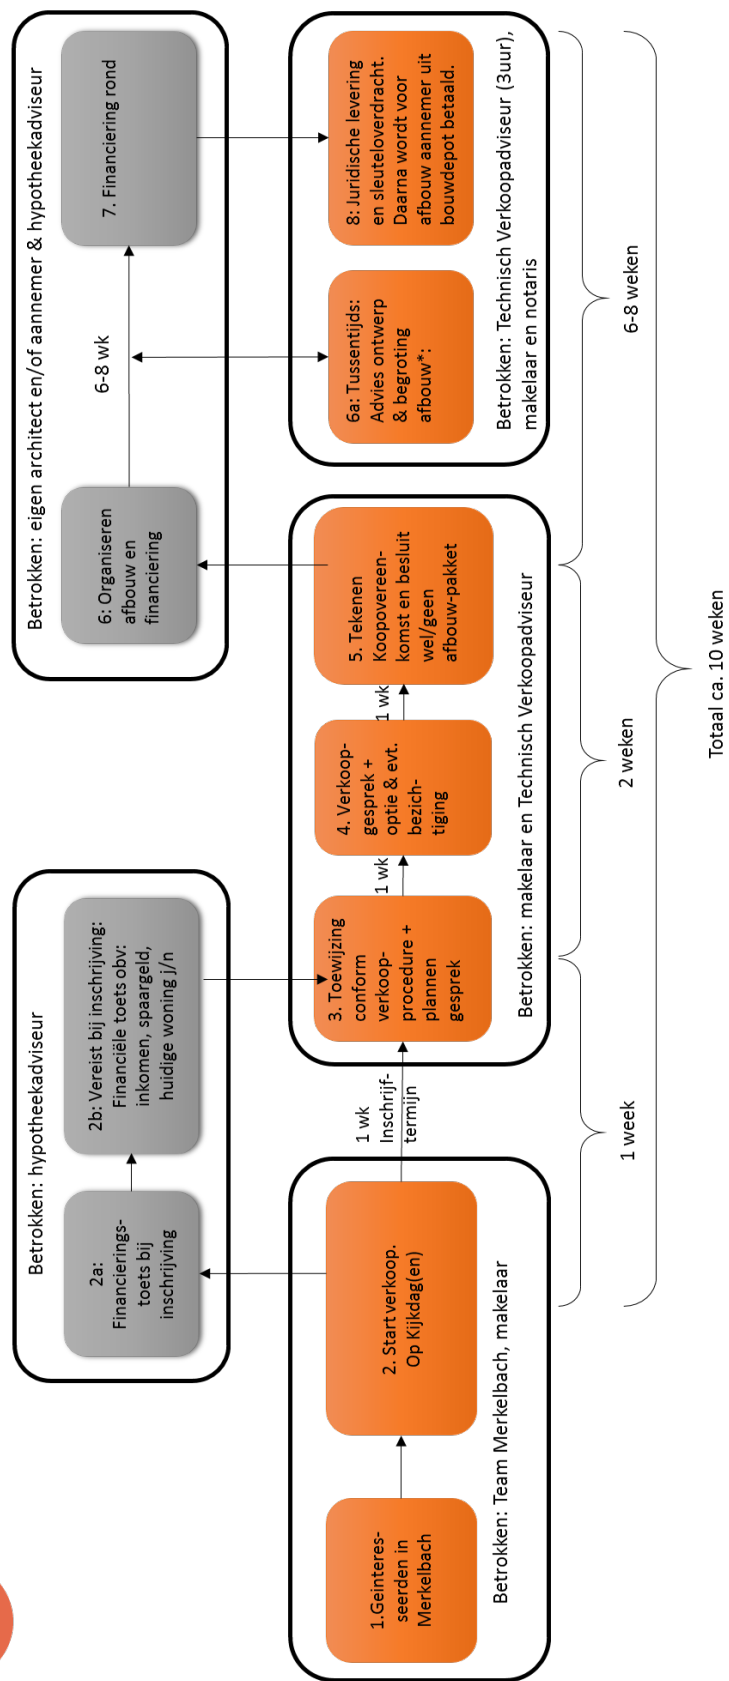 Betrokken: hypotheekadviseur
2a:
Financierings-
toets bij
inschrijving
2b: Vereist bij inschrijving:
Financiële toets obv:
inkomen, spaargeld,
huidige woning j/n
Betrokken: eigen architect en/of aannemer & hypotheekadviseur
6: Organiseren
afbouw en
financiering
6-8 wk
7. Financiering rond
1.Geinteres-
seerden in
Merkelbach
2. Start verkoop.
Op Kijkdag(en)
Betrokken: Team Merkelbach, makelaar
1 wk
Inschrijf-
termijn
3. Toewijzing
conform
verkoop-
procedure +
plannen
gesprek
1 wk
4. Verkoop-
gesprek +
optie & evt.
bezich-
tiging
1 wk
5. Tekenen
Koopovereen-
komst en besluit
wel/geen
afbouw-pakket
Betrokken: makelaar en Technisch Verkoopadviseur
6a: Tussentijds:
Advies ontwerp
& begroting
afbouw*:
8: Juridische levering
en sleuteloverdracht.
Daarna wordt voor
afbouw aannemer uit
bouwdepot betaald.
Betrokken: Technisch Verkoopadviseur (3uur),
makelaar en notaris
1 week
2 weken
6-8 weken
Totaal ca. 10 weken